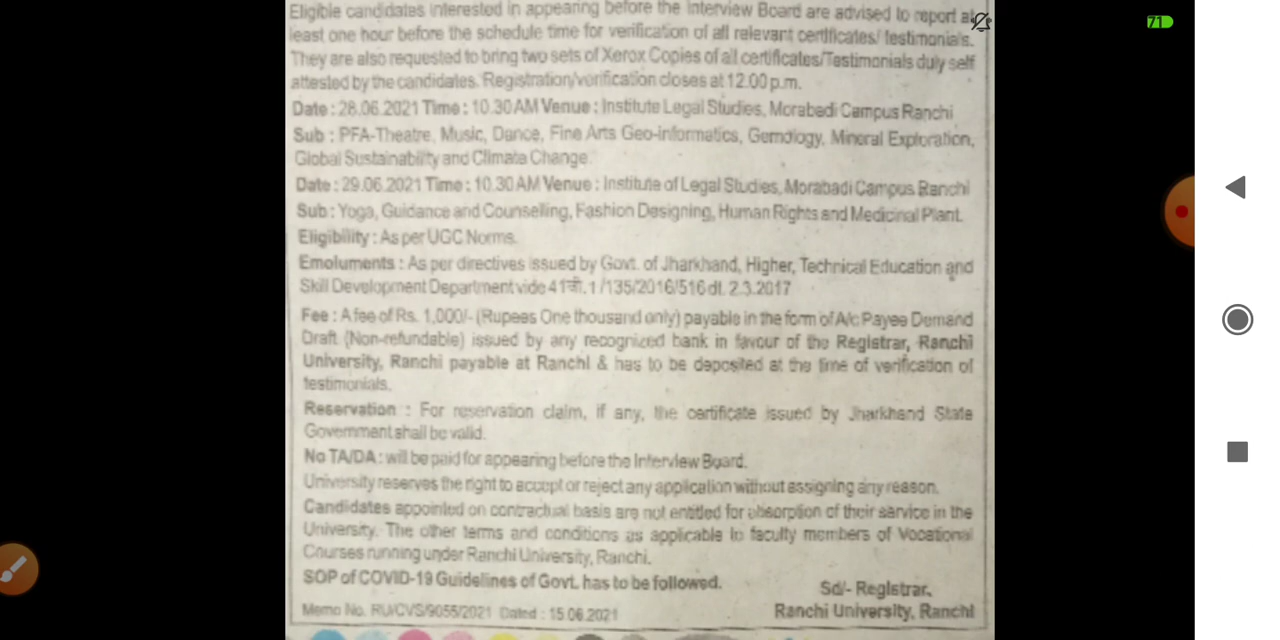 Eligible candidates interested in appearing before the Interview Board are advised to report at
least one hour before the schedule time for verification of all relevant certificates/ testimonials.
They are also requested to bring two sets of Xerox Copies of all certificates/Testimonials duly self
attested by the candidates. Registration/verification closes at 12.00 p.m.
Date : 28.06.2021 Time : 10.30 AM Venue : Institute Legal Studies, Morabadi Campus Ranchi
Sub : PFA-Theatre, Music, Dance, Fine Arts Geo-informatics, Gemology, Mineral Exploration,
Global Sustainability and Climate Change.
Date : 29.06.2021 Time : 10.30 AM Venue : Institute of Legal Studies, Morabadi Campus Ranchi
Sub : Yoga, Guidance and Counselling, Fashion Designing, Human Rights and Medicinal Plant.
Eligibility : As per UGC Norms.
Emoluments : As per directives issued by Govt. of Jharkhand, Higher, Technical Education and
Skill Development Department vide 41की.1/135/2016/516 dt. 2.3.2017
Fee : A fee of Rs. 1,000/- (Rupees One thousand only) payable in the form of A/c Payee Demand
Draft (Non-refundable) issued by any recognized bank in favour of the Registrar, Ranchi
University, Ranchi payable at Ranchi & has to be deposited at the time of verification of
testimonials.
Reservation : For reservation claim, if any, the certificate issued by Jharkhand State
Government shall be valid.
No TA/DA : will be paid for appearing before the Interview Board.
University reserves the right to accept or reject any application without assigning any reason.
Candidates appointed on contractual basis are not entitled for absorption of their service in the
University. The other terms and conditions as applicable to faculty members of Vocational
Courses running under Ranchi University, Ranchi.
SOP of COVID-19 Guidelines of Govt. has to be followed.
Sd/- Registrar,
Memo No. RU/CVS/9055/2021 Dated : 15.06.2021
Ranchi University, Ranchi
71